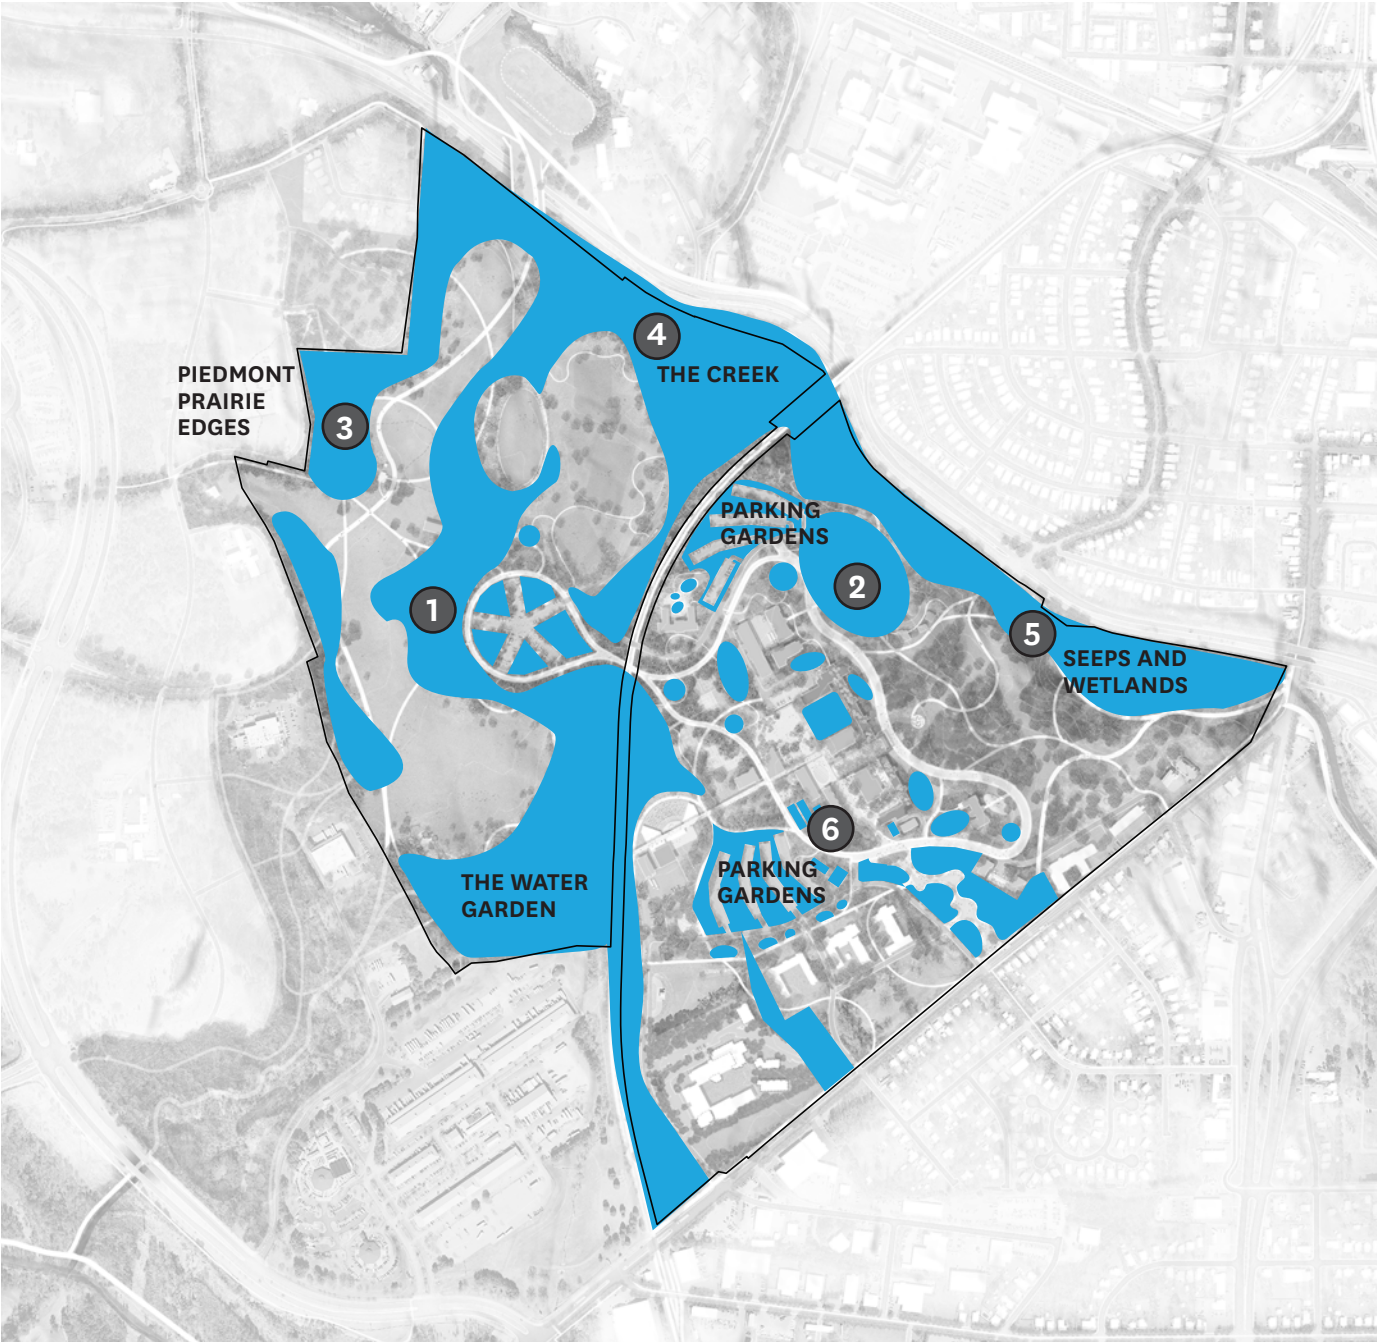 4
THE CREEK
PIEDMONT
PRAIRIE
EDGES
3
PARKING
GARDENS
2
1
5
SEEPS AND
WETLANDS
6
PARKING
GARDENS
THE WATER
GARDEN